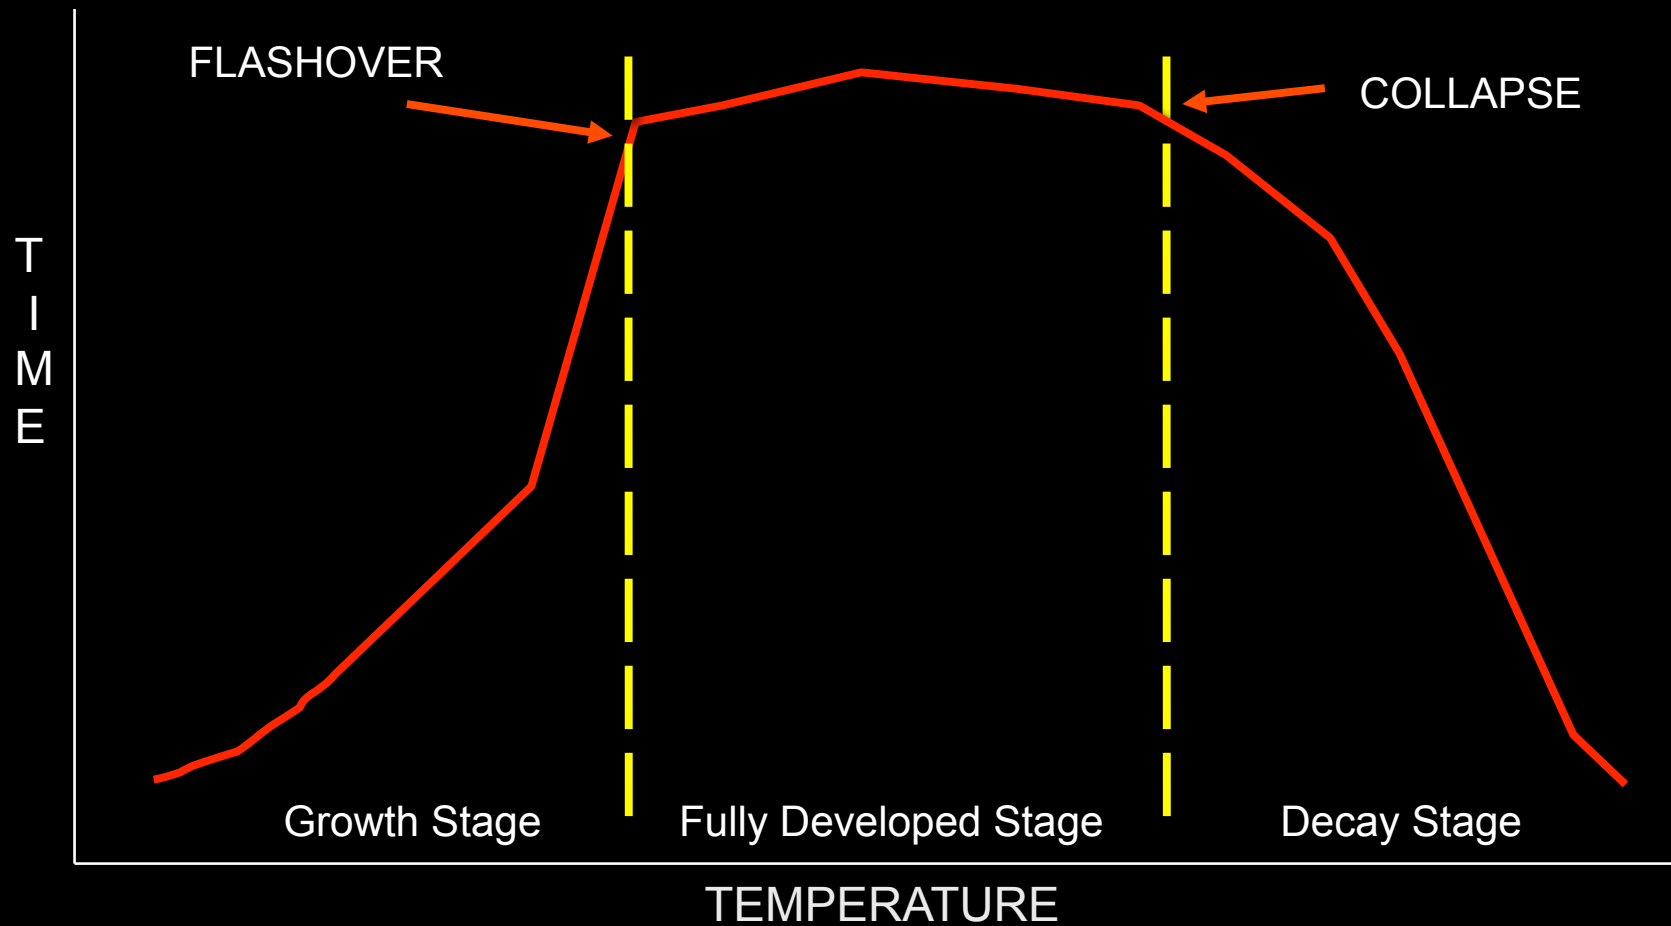 FLASHOVER
COLLAPSE
T
I
M
E
Growth Stage
Fully Developed Stage
Decay Stage
TEMPERATURE